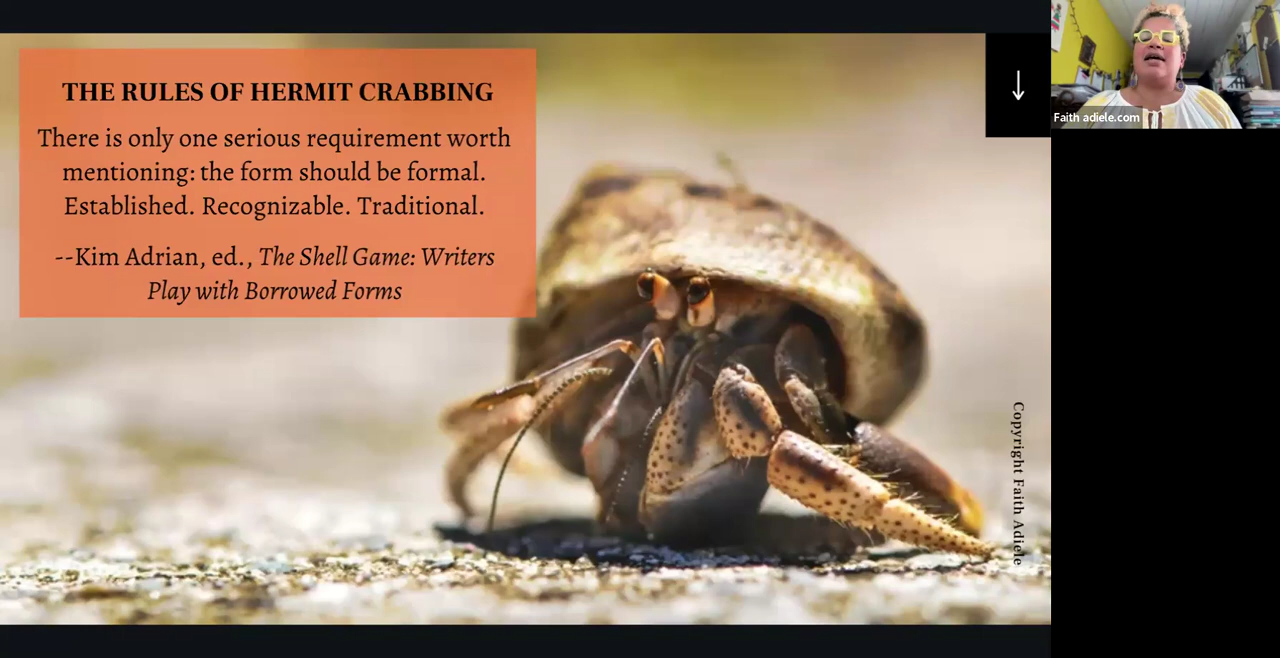 THE RULES OF HERMIT CRABBING
There is only one serious requirement worth
mentioning: the form should be formal.
Established. Recognizable. Traditional.
--Kim Adrian, ed., The Shell Game: Writers
Play with Borrowed Forms
Faith adiele.com
Copyright Faith Adiele